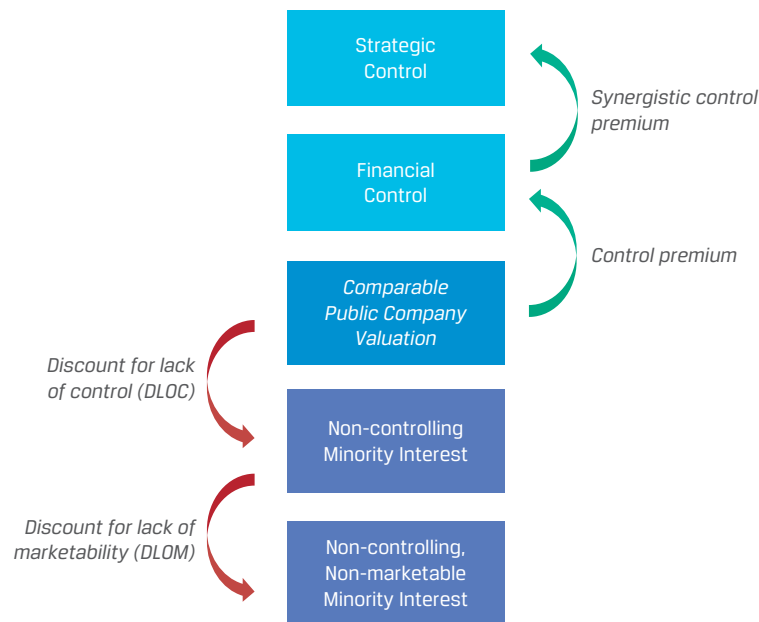 Strategic
Control
Synergistic control
premium
Financial
Control
Control premium
Comparable
Public Company
Valuation
Discount for lack
of control (DLOC)
Non-controlling
Minority Interest
Discount for lack of
marketability (DLOM)
Non-controlling,
Non-marketable
Minority Interest